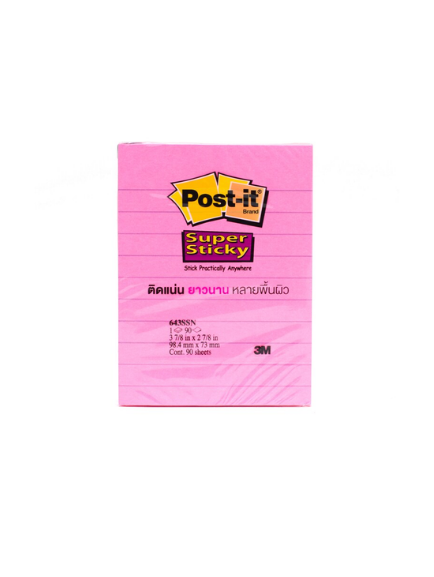 Post-it
Brand
Super
Sticky
Stick Practically Anywhere
ติดแน่น ยาวนาน หลายพื้นผิว
643SSN
1 90
3 7/8 in x 2 7/8 in
98.4 mm x 73 mm
Cont. 90 sheets
3M